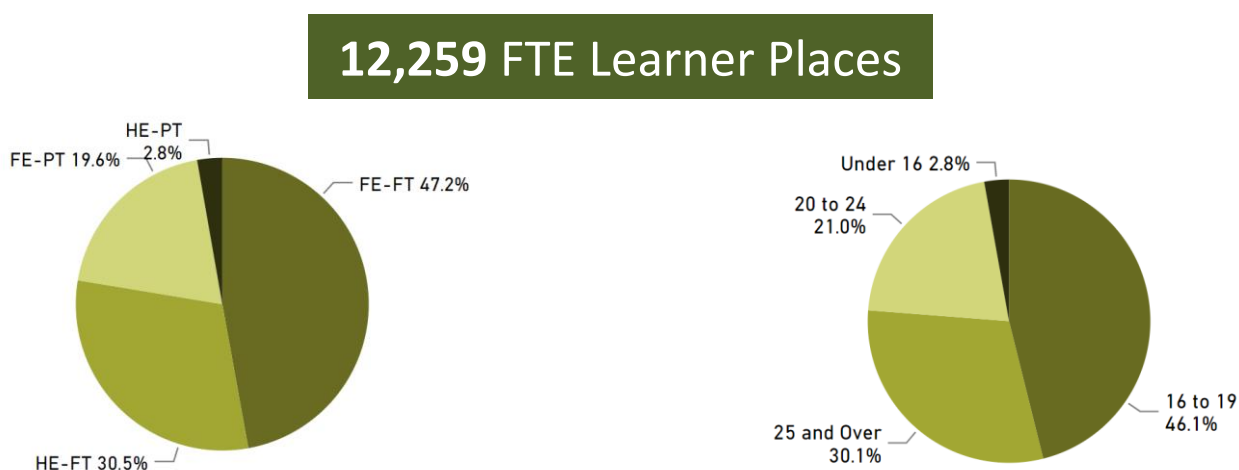 12,259 FTE Learner Places
HE-PT
2.8%
FE-PT 19.6%
FE-FT 47.2%
HE-FT 30.5%
Under 16 2.8%
20 to 24
21.0%
16 to 19
46.1%
25 and Over
30.1%